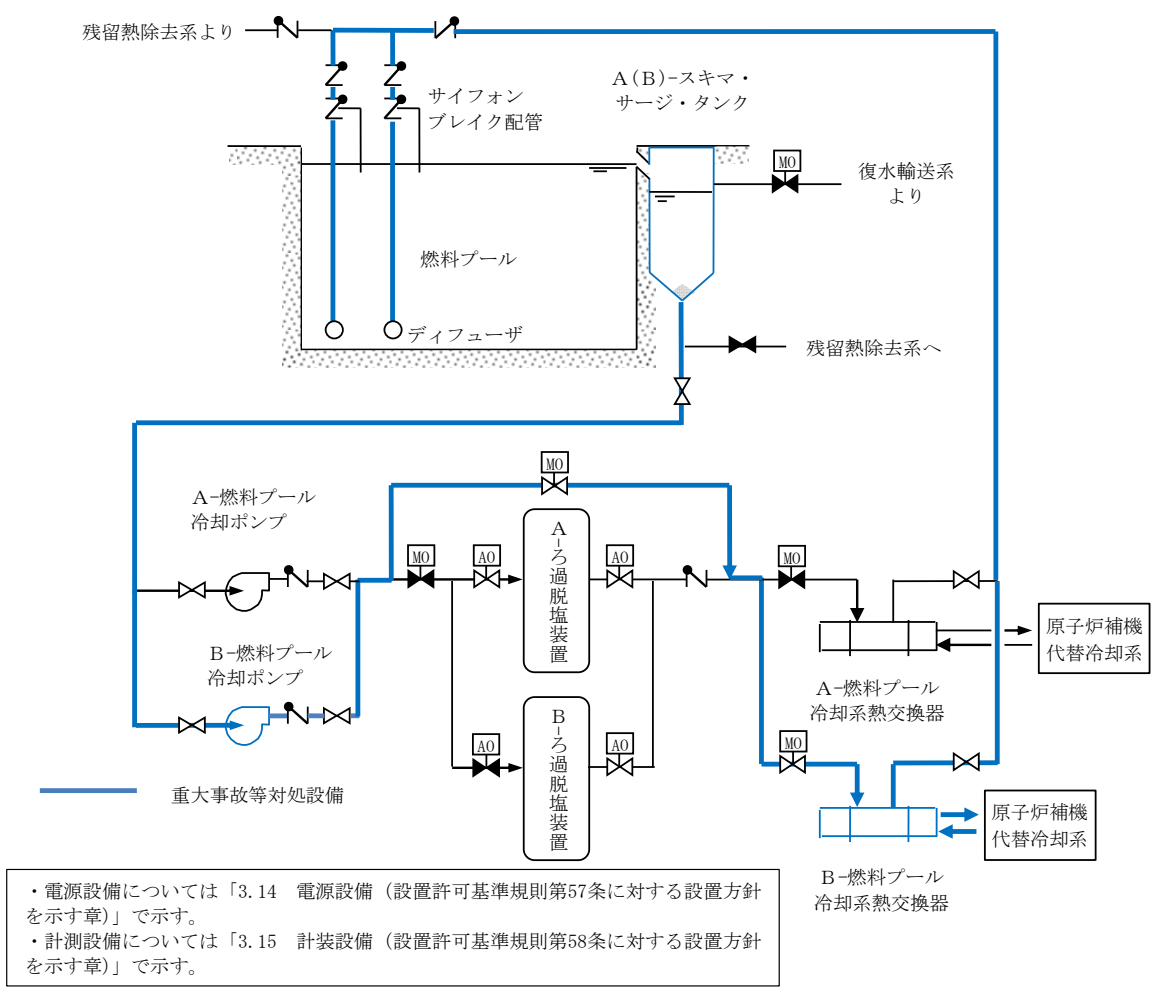 残留熱除去系より
サイフォン
ブレイク配管
A(B)-スキマ・
サージ・タンク
MO
復水輸送系
より
燃料プール
ディフューザ
残留熱除去系へ
MO
A-燃料プール
冷却ポンプ
MO
AO
A-ろ過脱塩装置
AO
MO
原子炉補機
代替冷却系
A-燃料プール
冷却系熱交換器
B-燃料プール
冷却ポンプ
AO
B-ろ過脱塩装置
AO
MO
原子炉補機
代替冷却系
B-燃料プール
冷却系熱交換器
重大事故等対処設備
・電源設備については「3.14 電源設備（設置許可基準規則第57条に対する設置方針
を示す章）」で示す。
・計測設備については「3.15 計装設備（設置許可基準規則第58条に対する設置方針
を示す章）」で示す。